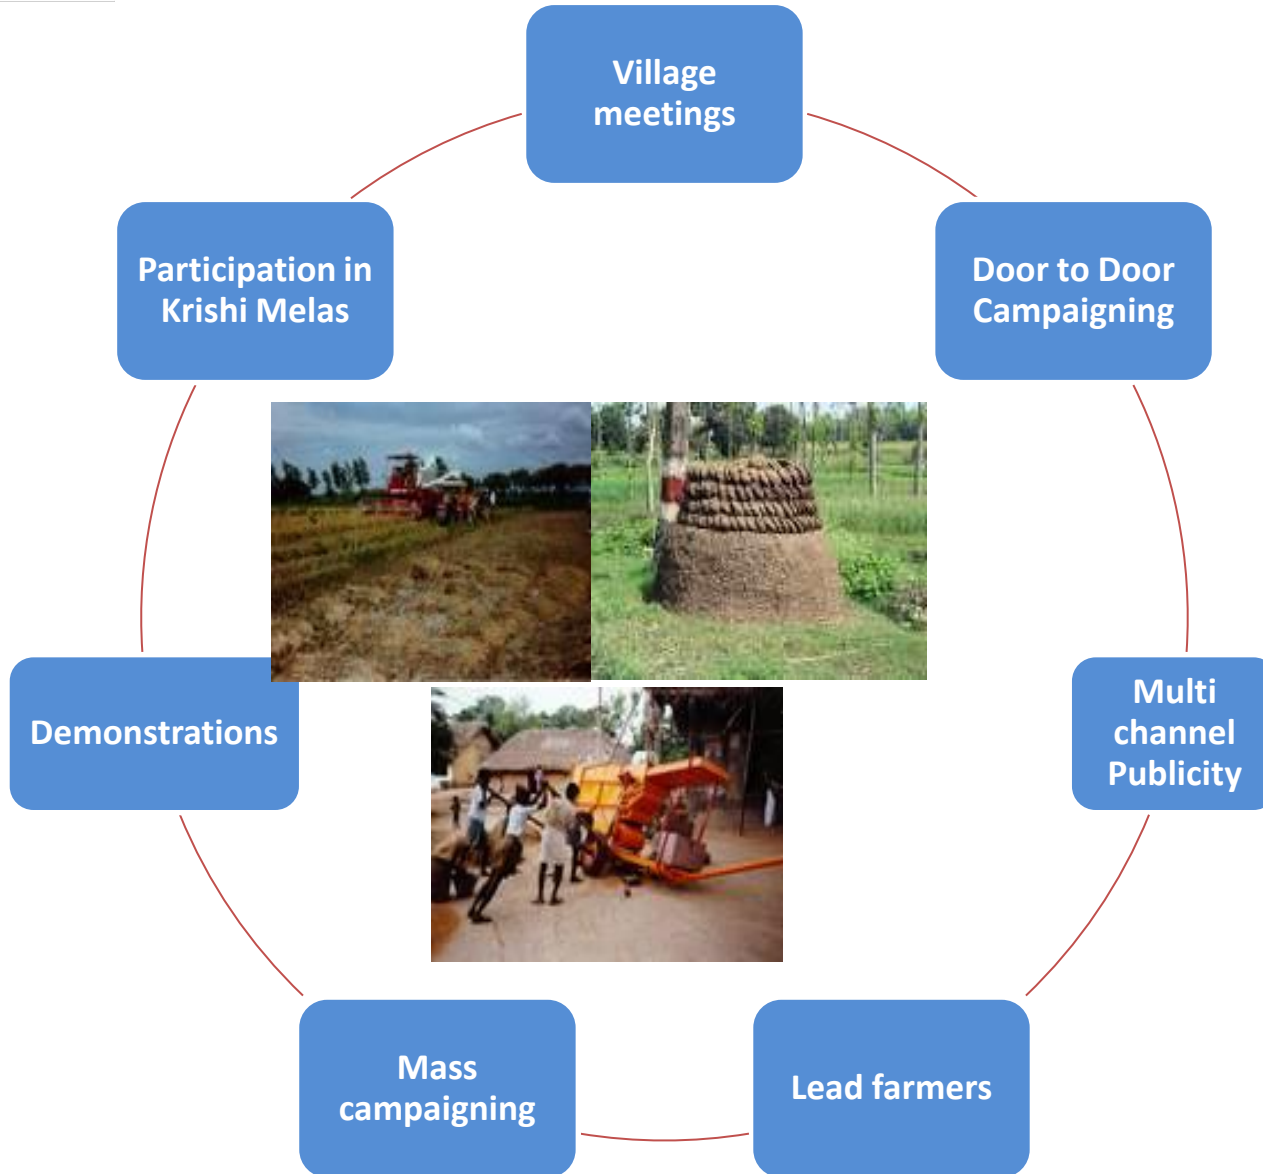 Village
meetings
Door to Door
Campaigning
Multi
channel
Publicity
Lead farmers
Mass
campaigning
Demonstrations
Participation in
Krishi Melas